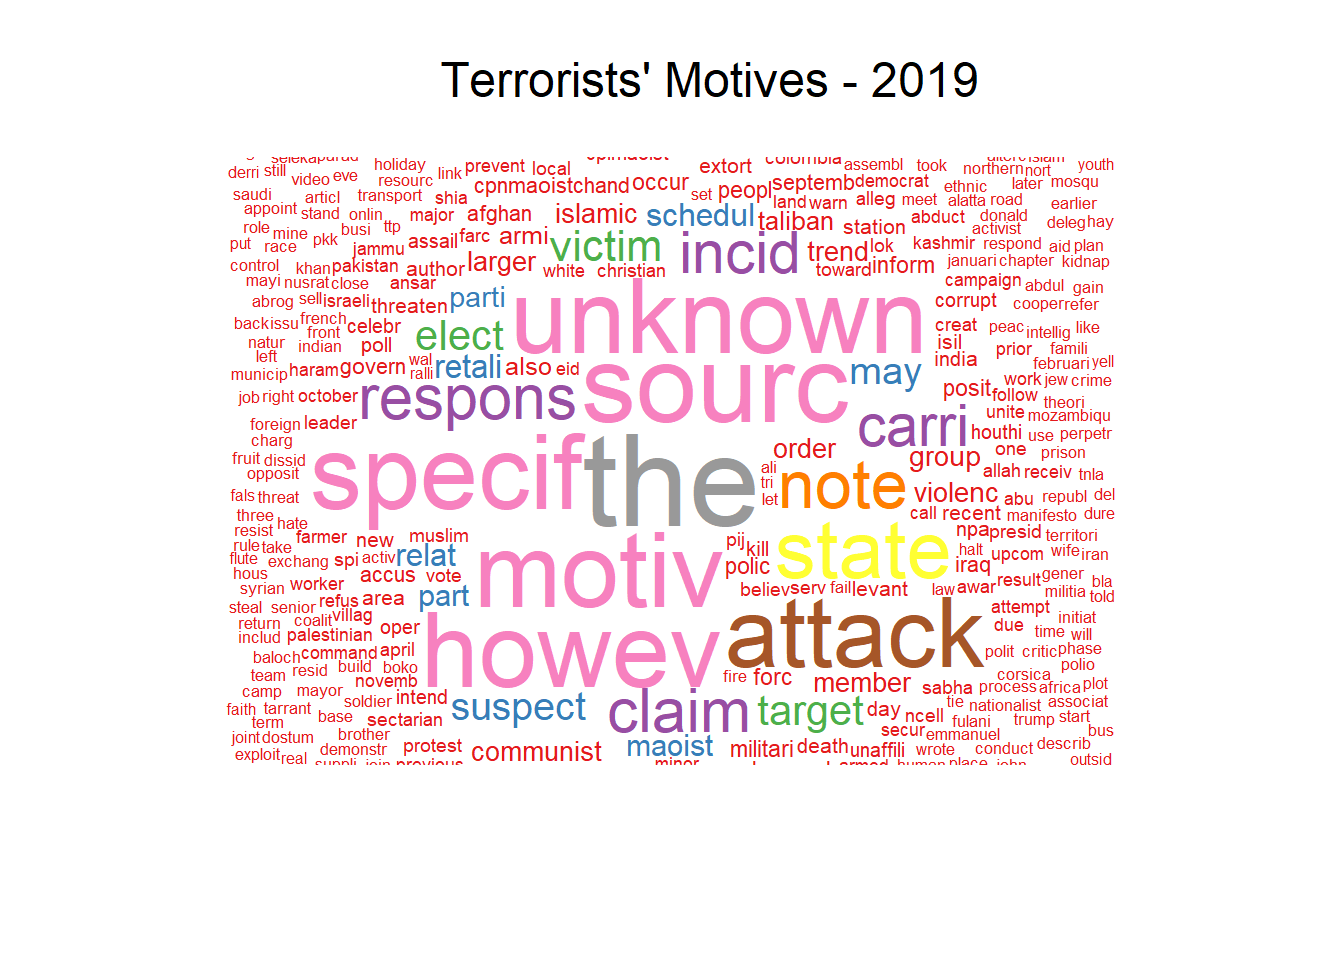 Terrorists' Motives - 2019
derri still holiday prevent local extort colombia assembl took northern nort youth
video eve resourc link cpnmaoist chand occur set peopl septemb democrat ethnic later mosqu
saudi articl transport shia land warn alleg meet alatta road earlier
appoint stand onlin major afghan islamic schedul taliban station abduct donald deleg hay
role mine busi ttp assail farc armi victim incid trend lok kashmir activist respond aid plan
put race pkk jammu larger inform
control khan pakistan author white christian toward januari chapter kidnap
mayi nusrat close ansar campaign abdul gain
abrog sell israeli threaten parti unknown corrupt cooper refer
back issu french celebr elect creat peac intellig like
natur front indian poll isil prior famili
left wal retali also eid sourc may india februari yell
municip haram govern ralli respons posit work jew crime
job right october follow theori
foreign leader carri unite mozambiqu
charg houthi use perpetr
fruit dissid specif the order group one prison
opposit ali allah receiv tnla
fals threat tri note violenc abu republ del
three hate let call recent manifesto dure
resist farmer new muslim state npa presid territori
rule take motiv pij kill halt upcom wife iran
flute exchang spi activ relat polic iraq
hous accus vote believ serv fail levant law awar result gener bla
syrian worker part militia told
steal senior refus area attack attempt initiat
return coalit villag oper howev due time will
includ palestinian command april polit critic phase
baloch resid build boko polio
team novemb fire forc member sabha process africa plot corsica
camp mayor soldier intend suspect claim target day ncell tie nationalist associat
faith tarrant base sectarian fulani trump start
term brother secur emmanuel bus
joint dostum demonstr protest communist maoist militari death unaffili wrote conduct describ
exploit real outsid